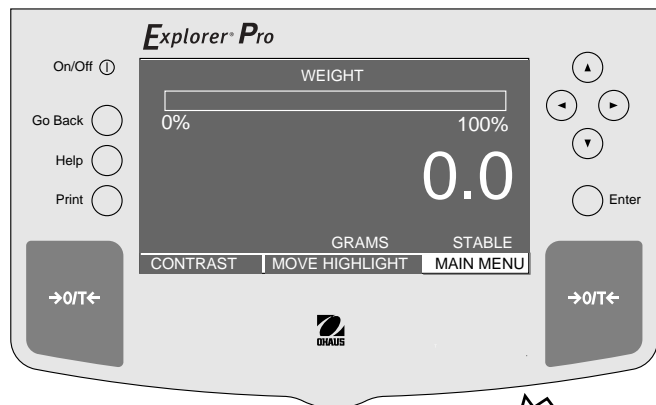 Explorer® Pro
On/Off
WEIGHT
0% 100%
Go Back
Help
Print
0.0
Enter
GRAMS STABLE
CONTRAST MOVE HIGHLIGHT MAIN MENU
→0/T← →0/T←
OHAUS